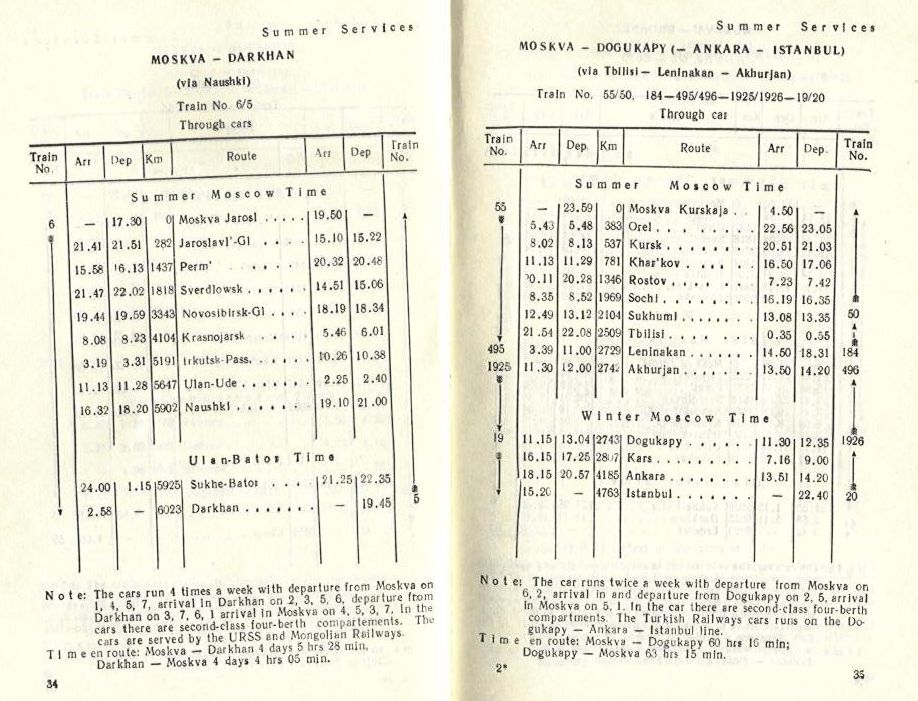 Summer Services
MOSKVA – DARKHAN
(via Naushki)
Train No 6/5
Through cars
Train No. Arr Dep Km Route Arr Dep Train No.
Summer Moscow Time
6 — 17.30 0 Moskva Jarosl ..... 19.50 —
21.41 21.51 282 Jaroslavl'-Gl .... 15.10 15.22
15.58 16.13 1437 Perm' .... 20.32 20.48
21.47 22.02 1818 Sverdlowsk ...... 14.51 15.06
19.44 19.59 3343 Novosibirsk-Gl .... 18.19 18.34
8.08 8.23 4104 Krasnojarsk .... 5.46 6.01
3.19 3.31 5191 Irkutsk-Pass. ..... 10.26 10.38
11.13 11.28 5647 Ulan-Ude ...... 2.25 2.40
16.32 18.20 5902 Naushki ...... 19.10 21.00
Ulan-Bator Time
24.00 1.15 5925 Sukhe-Bator .... 21.25 22.35
2.58 — 6023 Darkhan ....... — 19.45 5
Note: The cars run 4 times a week with departure from Moskva on
1, 4, 5, 7, arrival in Darkhan on 2, 3, 5, 6, departure from
Darkhan on 3, 7, 6, 1 arrival in Moskva on 4, 5, 3, 7. In the
cars there are second-class four-berth compartements. The
cars are served by the URSS and Mongolian Railways.
Time en route: Moskva — Darkhan 4 days 5 hrs 28 min,
Darkhan — Moskva 4 days 4 hrs 05 min.
34
Summer Services
MOSKVA – DOGUKAPY (– ANKARA – ISTANBUL)
(via Tbilisi— Leninakan – Akhurjan)
Train No. 55/50, 184—495/496—1925/1926—19/20
Through car
Train No. Arr Dep. Km Route Arr Dep. Train No.
Summer Moscow Time
55 — 23.59 0 Moskva Kurskaja .. 4.50 —
5.43 5.48 383 Orel ........ 22.56 23.05
8.02 8.13 537 Kursk ....... 20.51 21.03
11.13 11.29 781 Khar'kov ..... 16.50 17.06
20.28 1346 Rostov ...... 7.23 7.42
8.35 8,52 1969 Sochi ....... 16.19 16.35
12.49 13.12 2104 Sukhumi ...... 13.08 13.35 50
21.54 22.08 2509 Tbilisi ...... 0.35 0.55
495 3.39 11.00 2729 Leninakan ...... 14.50 18.31 184
1925 11.30 12.00 2742 Akhurjan ...... 13.50 14.20 496
Winter Moscow Time
19 11.15 13.04 2743 Dogukapy ...... 11.30 12.35 1926
16.15 17.25 2807 Kars ........ 7.16 9.00
18.15 20.57 4185 Ankara ....... 13.51 14.20
15.20 — 4763 Istanbul ....... — 22.40 20
Note: The car runs twice a week with departure from Moskva on
6, 2, arrival in and departure from Dogukapy on 2, 5, arrival
in Moskva on 5, 1. In the car there are second-class four-berth
compartments. The Turkish Railways cars runs on the Do-
gukapy — Ankara — Istanbul line.
Time en route: Moskva — Dogukapy 60 hrs 16 min;
Dogukapy — Moskva 63 hrs 15 min.
2*
35